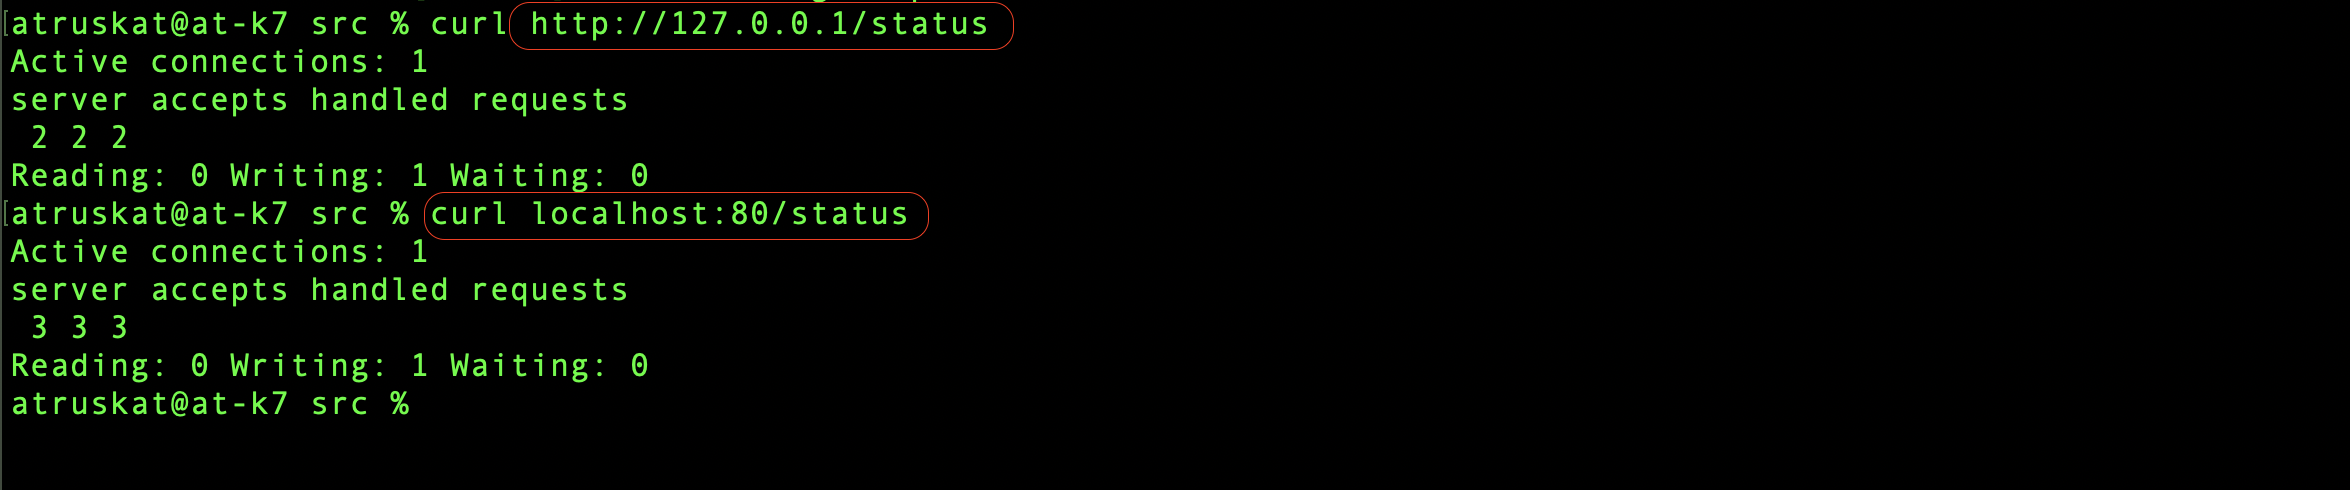 atruskat@at-k7 src % curl http://127.0.0.1/status
Active connections: 1
server accepts handled requests
 2 2 2
Reading: 0 Writing: 1 Waiting: 0
atruskat@at-k7 src % curl localhost:80/status
Active connections: 1
server accepts handled requests
 3 3 3
Reading: 0 Writing: 1 Waiting: 0
atruskat@at-k7 src %